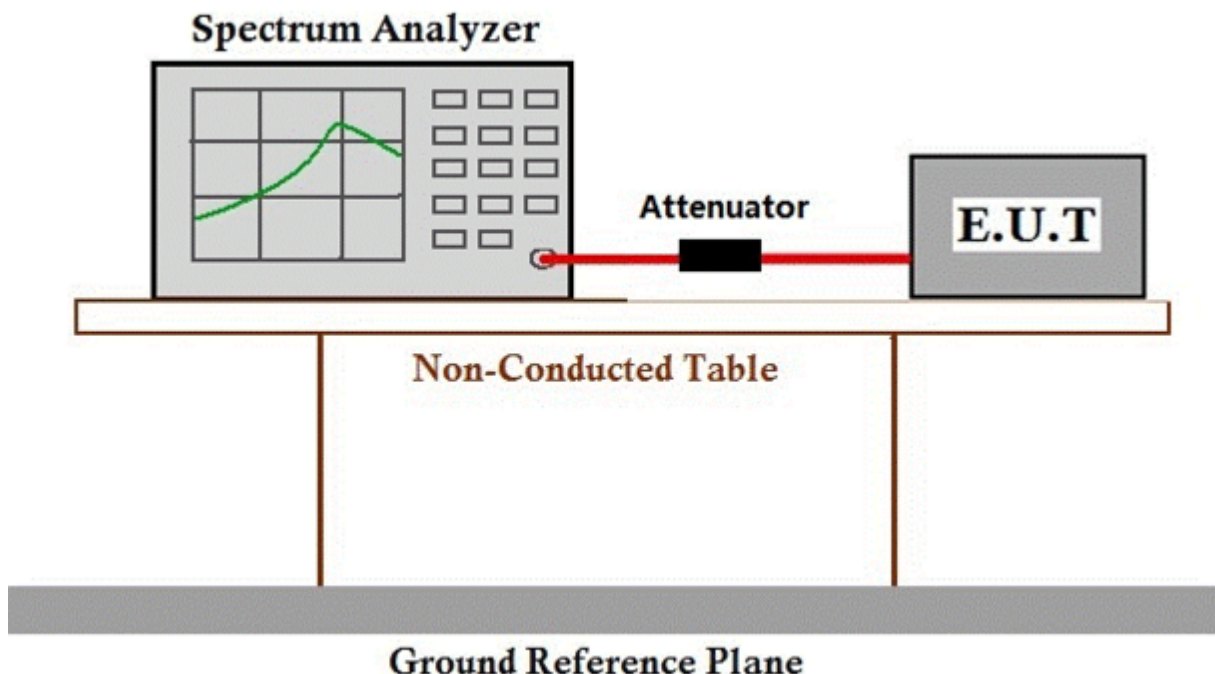 Spectrum Analyzer
Attenuator
E.U.T
Non-Conducted Table
Ground Reference Plane